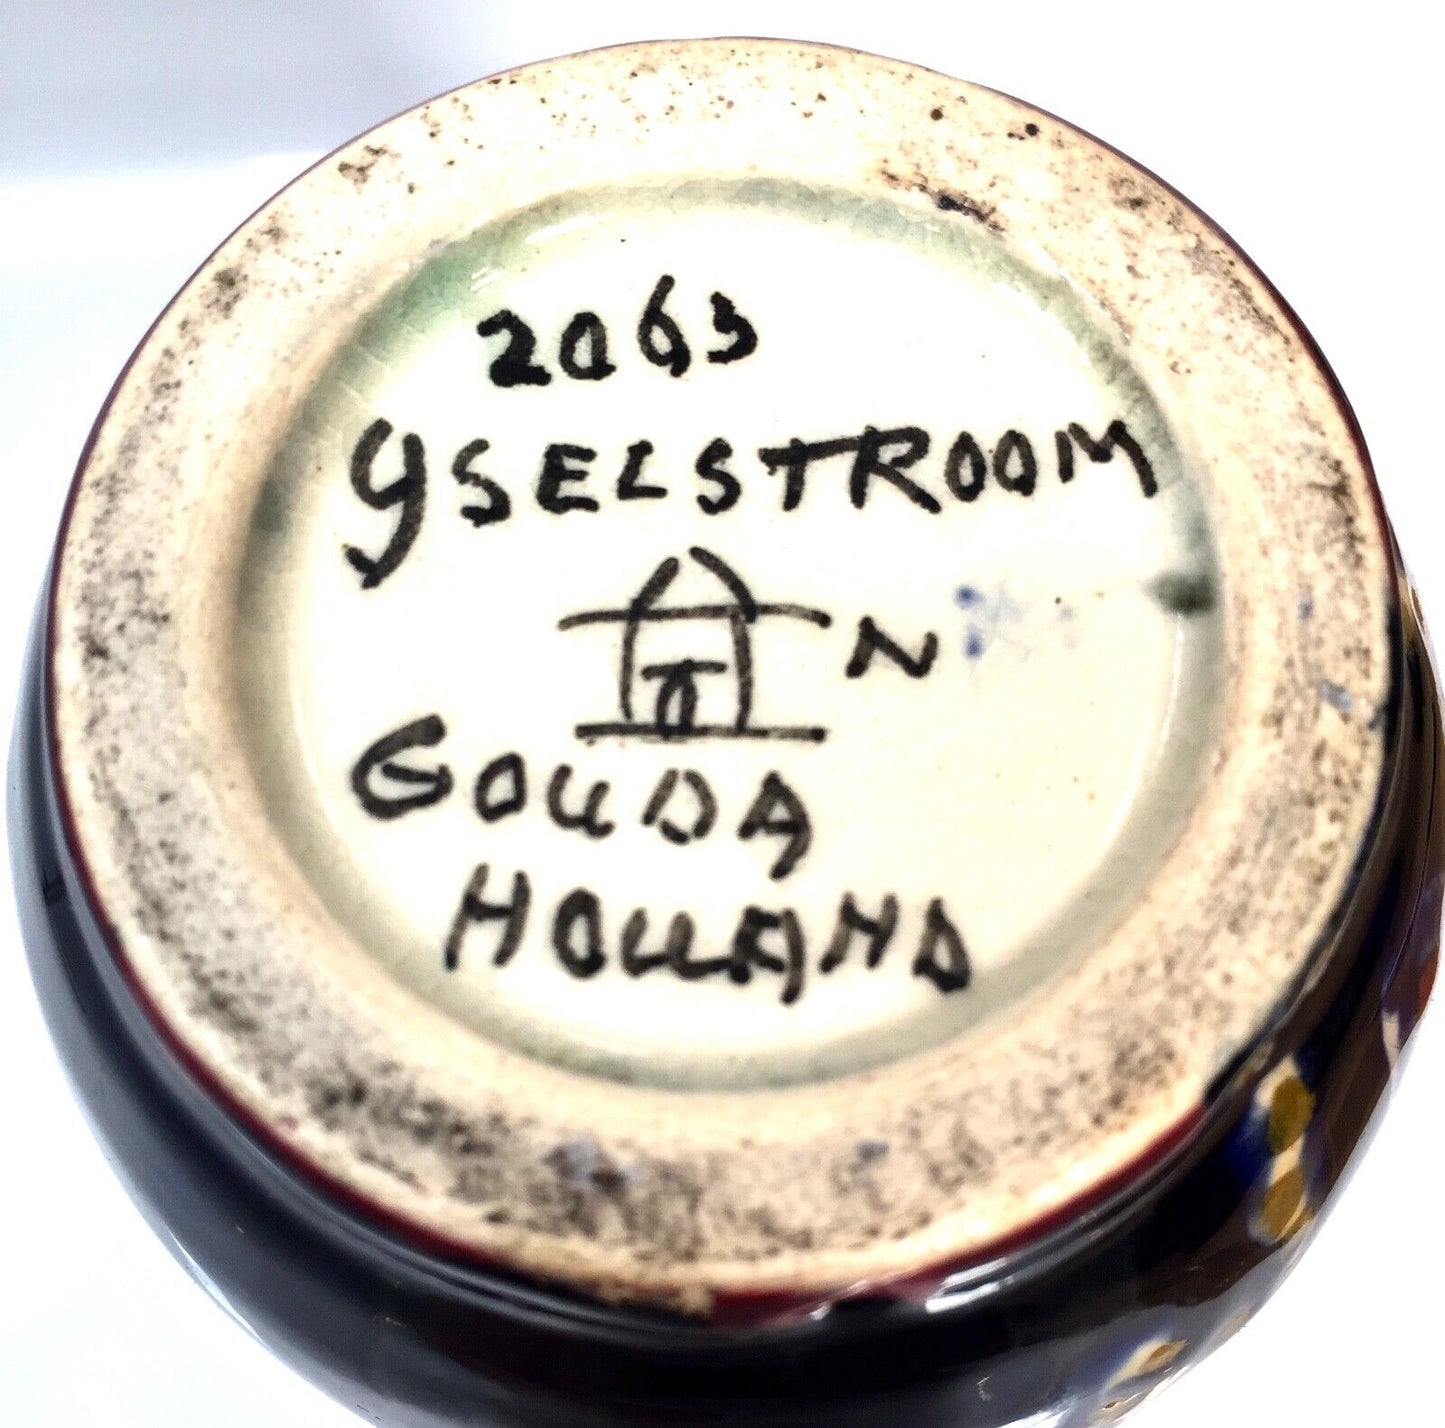 2063
YSELSTROOM
N
GOUDA
HOLLAND